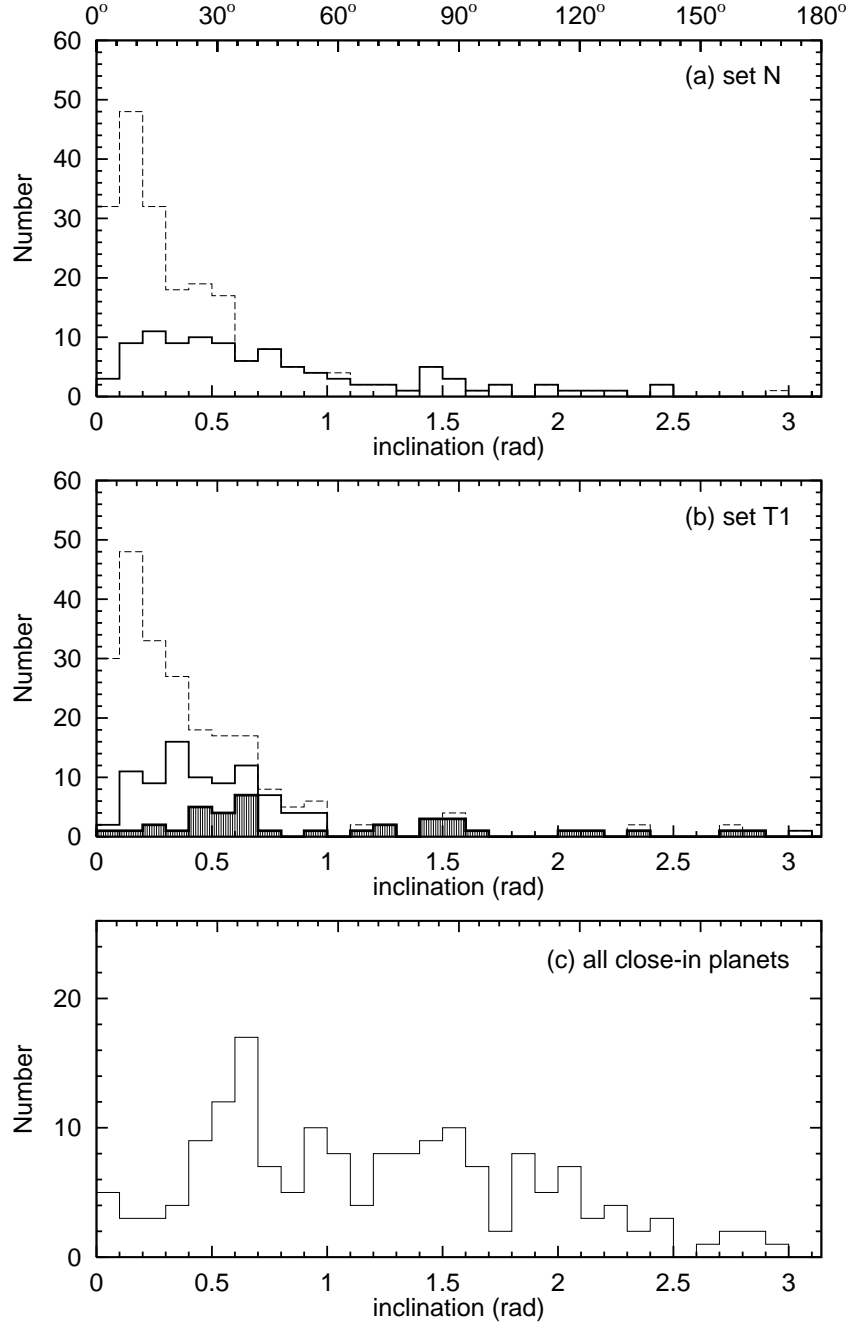 0° 30° 60° 90° 120° 150° 180°
60
50
40
30
20
10
0
Number
(a) set N
0 0.5 1 1.5 2 2.5 3
inclination (rad)
60
50
40
30
20
10
0
Number
(b) set T1
0 0.5 1 1.5 2 2.5 3
inclination (rad)
20
10
0
Number
(c) all close-in planets
0 0.5 1 1.5 2 2.5 3
inclination (rad)